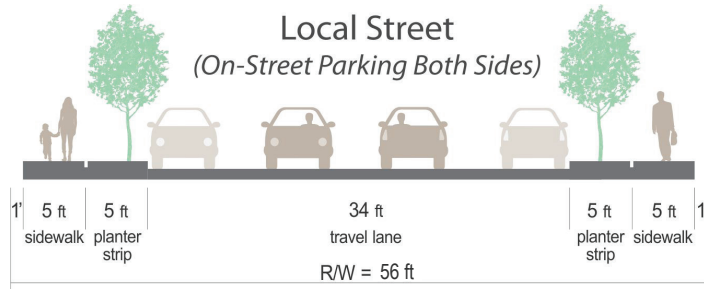 Local Street
(On-Street Parking Both Sides)
1' 5 ft 5 ft 34 ft 5 ft 5 ft 1
sidewalk planter strip travel lane planter strip sidewalk
R/W = 56 ft